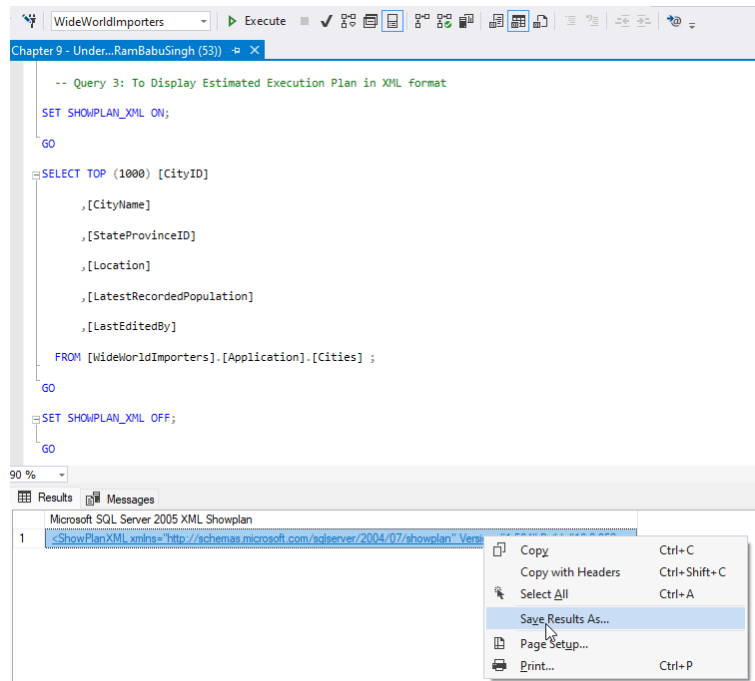 WideWorldImporters
Execute
Chapter 9 - Under...RamBabuSingh (53))
-- Query 3: To Display Estimated Execution Plan in XML format
SET SHOWPLAN_XML ON;
GO
SELECT TOP (1000) [CityID]
,[CityName]
,[StateProvinceID]
,[Location]
,[LatestRecordedPopulation]
,[LastEditedBy]
FROM [WideWorldImporters].[Application].[Cities] ;
GO
SET SHOWPLAN_XML OFF;
GO
90 %
Results Messages
Microsoft SQL Server 2005 XML Showplan
1 <ShowPlanXML xmlns="http://schemas.microsoft.com/sqlserver/2004/07/showplan"
Copy Ctrl+C
Copy with Headers Ctrl+Shift+C
Select All Ctrl+A
Save Results As...
Page Setup...
Print... Ctrl+P